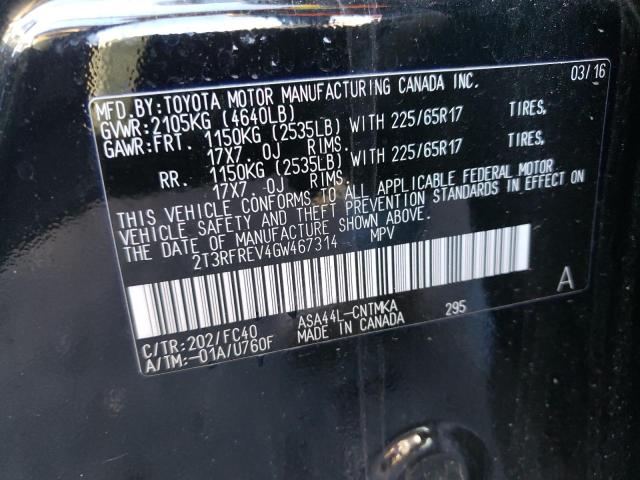 MFD.BY:TOYOTA MOTOR MANUFACTURING CANADA INC. 03/16
GVWR:2105KG (4640LB)
GAWR:FRT. 1150KG (2535LB) WITH 225/65R17 TIRES,
17X7. 0J RIMS.
RR. 1150KG (2535LB) WITH 225/65R17 TIRES,
17X7. 0J RIMS.
THIS VEHICLE CONFORMS TO ALL APPLICABLE FEDERAL MOTOR
VEHICLE SAFETY AND THEFT PREVENTION STANDARDS IN EFFECT ON
THE DATE OF MANUFACTURE SHOWN ABOVE.
2T3RFREV4GW467314 MPV
A
C/TR:202/FC40 ASA44L-CNTMKA 295
A/TM:-01A/U760F MADE IN CANADA